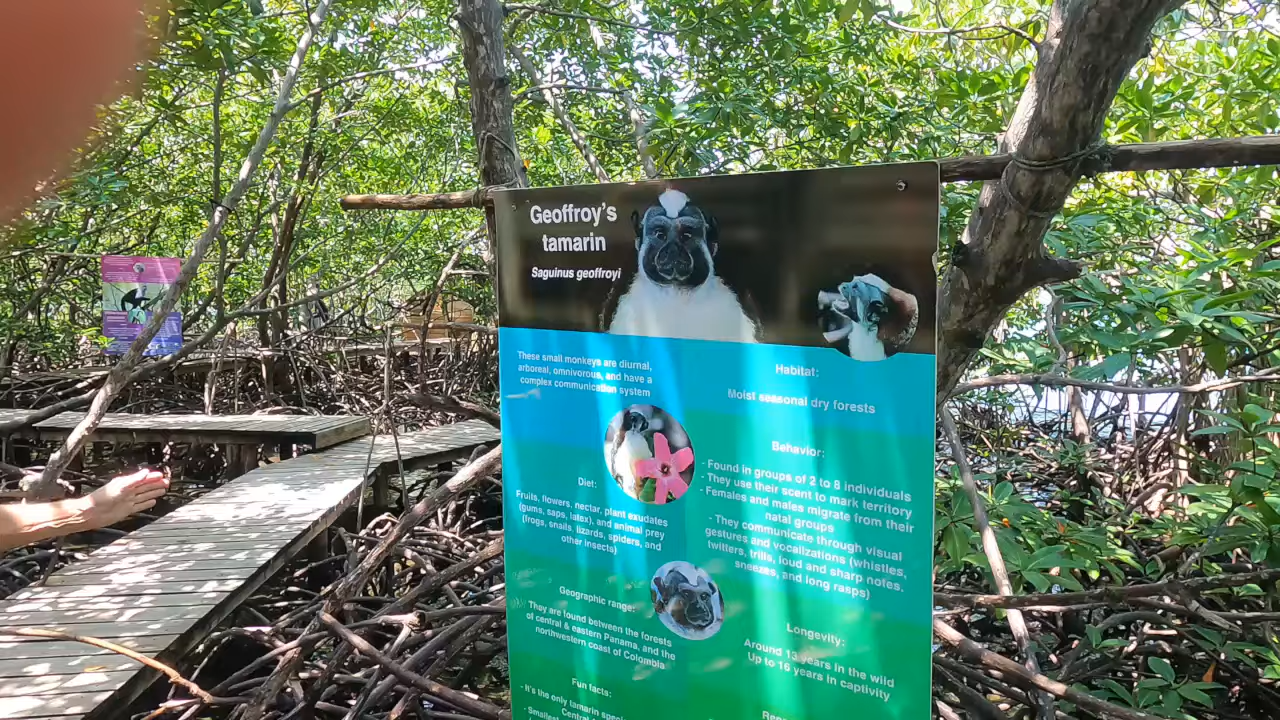 Geoffroy's
tamarin
Saguinus geoffroyi
These small monkeys are diurnal,
arboreal, omnivorous, and have a
complex communication system
Diet:
Fruits, flowers, nectar, plant exudates
(gums, saps, latex), and animal prey
(frogs, snails, lizards, spiders, and
other insects)
Geographic range:
They are found between the forests
of central & eastern Panama, and the
northwestern coast of Colombia
Fun facts:
- It's the only tamarin
Central
- Smallest
Habitat:
Moist seasonal dry forests
Behavior:
- Found in groups of 2 to 8 individuals
- They use their scent to mark territory
- Females and males migrate from their
natal groups
- They communicate through visual
gestures and vocalizations (whistles,
twitters, trills, loud and sharp notes,
sneezes, and long rasps)
Longevity:
Around 13 years in the wild
Up to 16 years in captivity